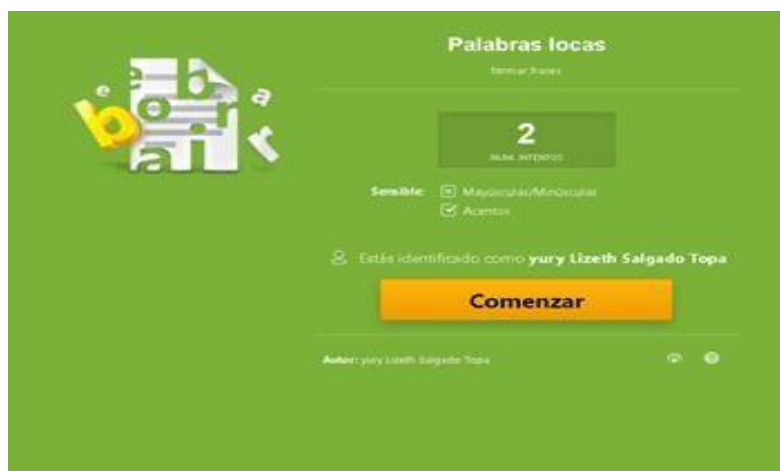 Palabras locas
formar frases
2
NUM. INTENTOS
Sensible: Mayúsculas/Minúsculas
Acentos
Estás identificado como yury Lizeth Salgado Topa
Comenzar
Autor: yury Lizeth Salgado Topa